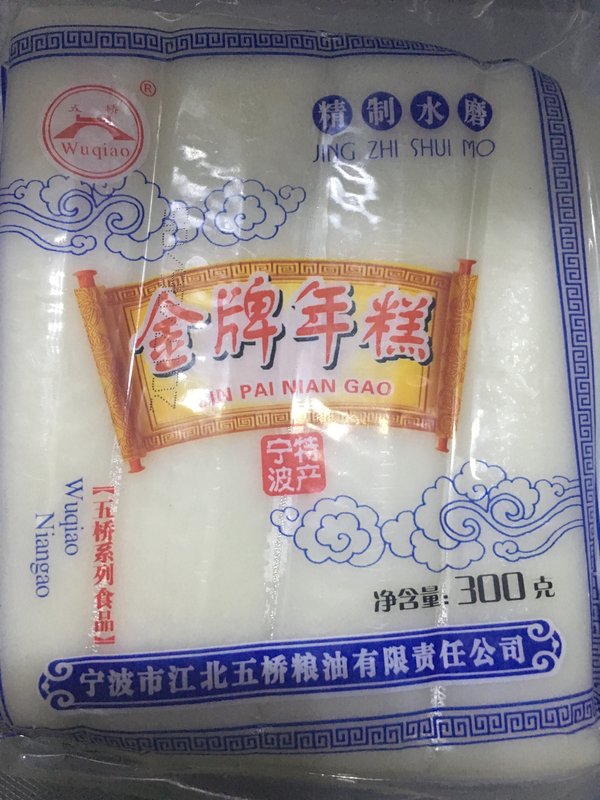 五桥
Wuqiao
®
精制水磨
JING ZHI SHUI MO
金牌年糕
JIN PAI NIAN GAO
宁波
特产
【五桥系列食品】
Wuqiao
Niangao
净含量:300克
宁波市江北五桥粮油有限责任公司